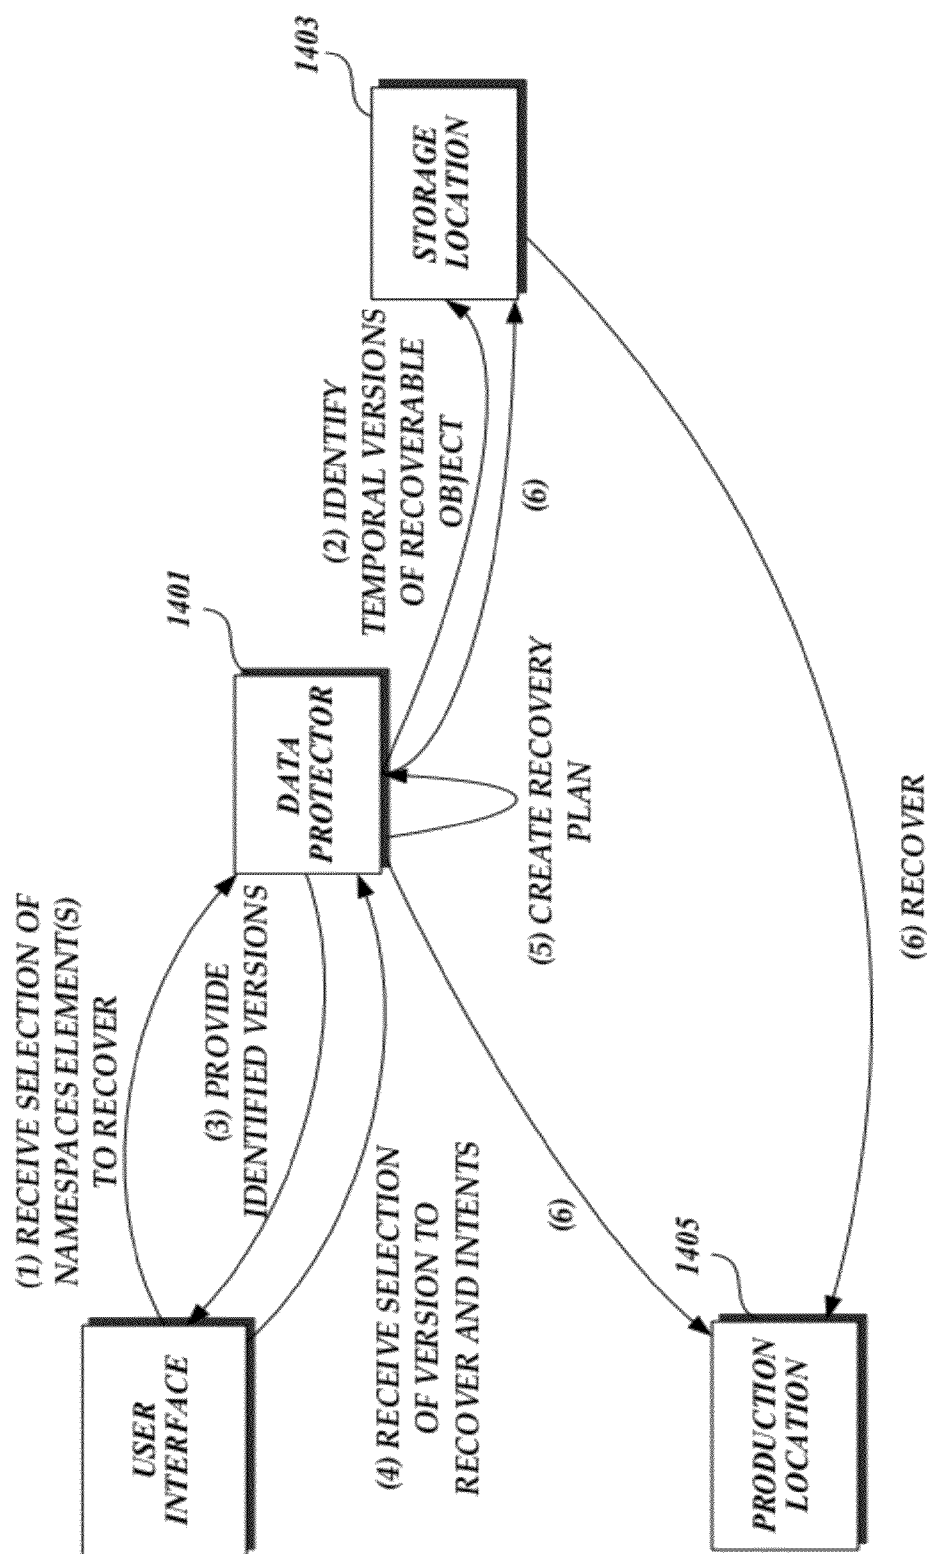 (1) RECEIVE SELECTION OF
NAMESPACES ELEMENT(S)
TO RECOVER
USER
INTERFACE
(3) PROVIDE
IDENTIFIED VERSIONS
(4) RECEIVE SELECTION
OF VERSION TO
RECOVER AND INTENTS
1401
DATA
PROTECTOR
(2) IDENTIFY
TEMPORAL VERSIONS
OF RECOVERABLE
OBJECT
1403
STORAGE
LOCATION
(6)
(5) CREATE RECOVERY
PLAN
(6)
1405
PRODUCTION
LOCATION
(6) RECOVER